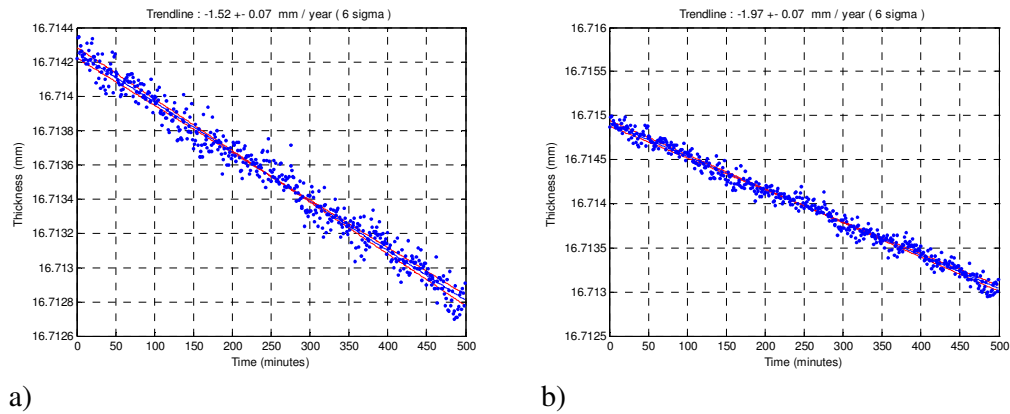 Trendline : -1.52 +- 0.07 mm / year ( 6 sigma )
16.7144
16.7142
16.714
16.7138
16.7136
16.7134
16.7132
16.713
16.7128
16.7126
Thickness (mm)
0 50 100 150 200 250 300 350 400 450 500
Time (minutes)
a)
Trendline : -1.97 +- 0.07 mm / year ( 6 sigma )
16.716
16.7155
16.715
16.7145
16.714
16.7135
16.713
16.7125
Thickness (mm)
0 50 100 150 200 250 300 350 400 450 500
Time (minutes)
b)